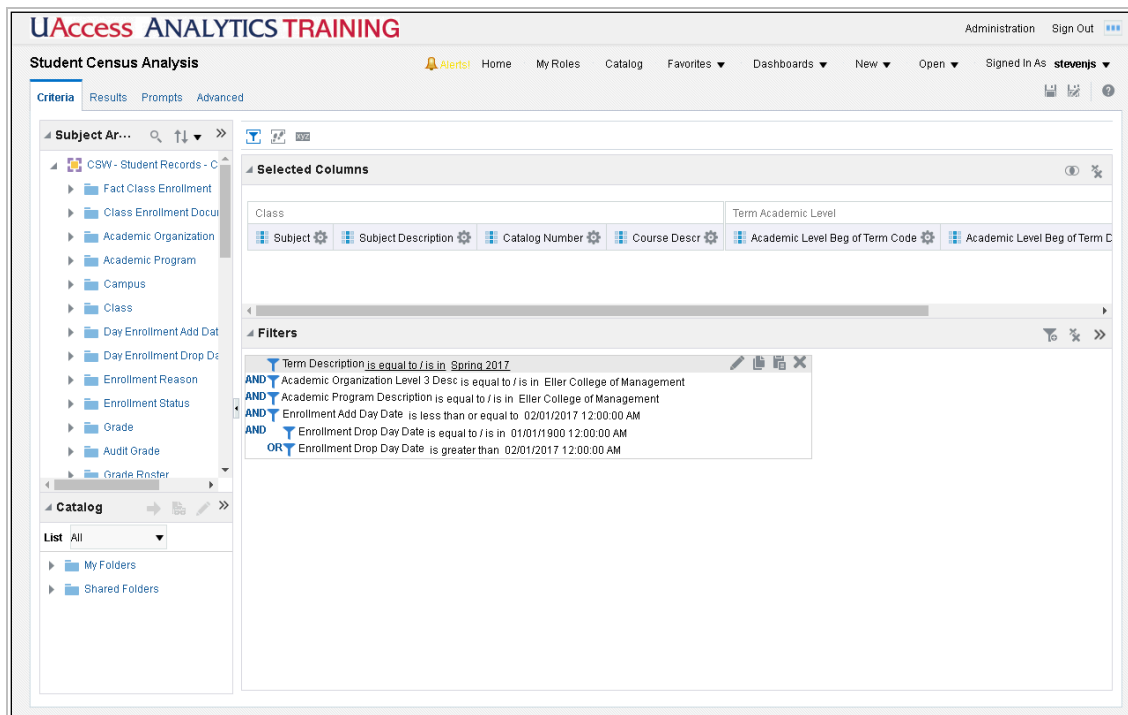 UACCESS ANALYTICS TRAINING
Administration Sign Out
Student Census Analysis
Alerts! Home My Roles Catalog Favorites Dashboards New Open Signed In As stevenjs
Criteria Results Prompts Advanced
Subject Ar...
xyz
CSW - Student Records - C
Selected Columns
Fact Class Enrollment
Class Enrollment Docu
Class Term Academic Level
Academic Organization
Subject Subject Description Catalog Number Course Descr Academic Level Beg of Term Code Academic Level Beg of Term D
Academic Program
Campus
Class
Day Enrollment Add Dat
Filters
Day Enrollment Drop Da
Term Description is equal to / is in Spring 2017
Enrollment Reason
AND Academic Organization Level 3 Desc is equal to / is in Eller College of Management
AND Academic Program Description is equal to / is in Eller College of Management
Enrollment Status
AND Enrollment Add Day Date is less than or equal to 02/01/2017 12:00:00 AM
Grade
AND Enrollment Drop Day Date is equal to / is in 01/01/1900 12:00:00 AM
Audit Grade
OR Enrollment Drop Day Date is greater than 02/01/2017 12:00:00 AM
Grade Roster
Catalog
List All
My Folders
Shared Folders